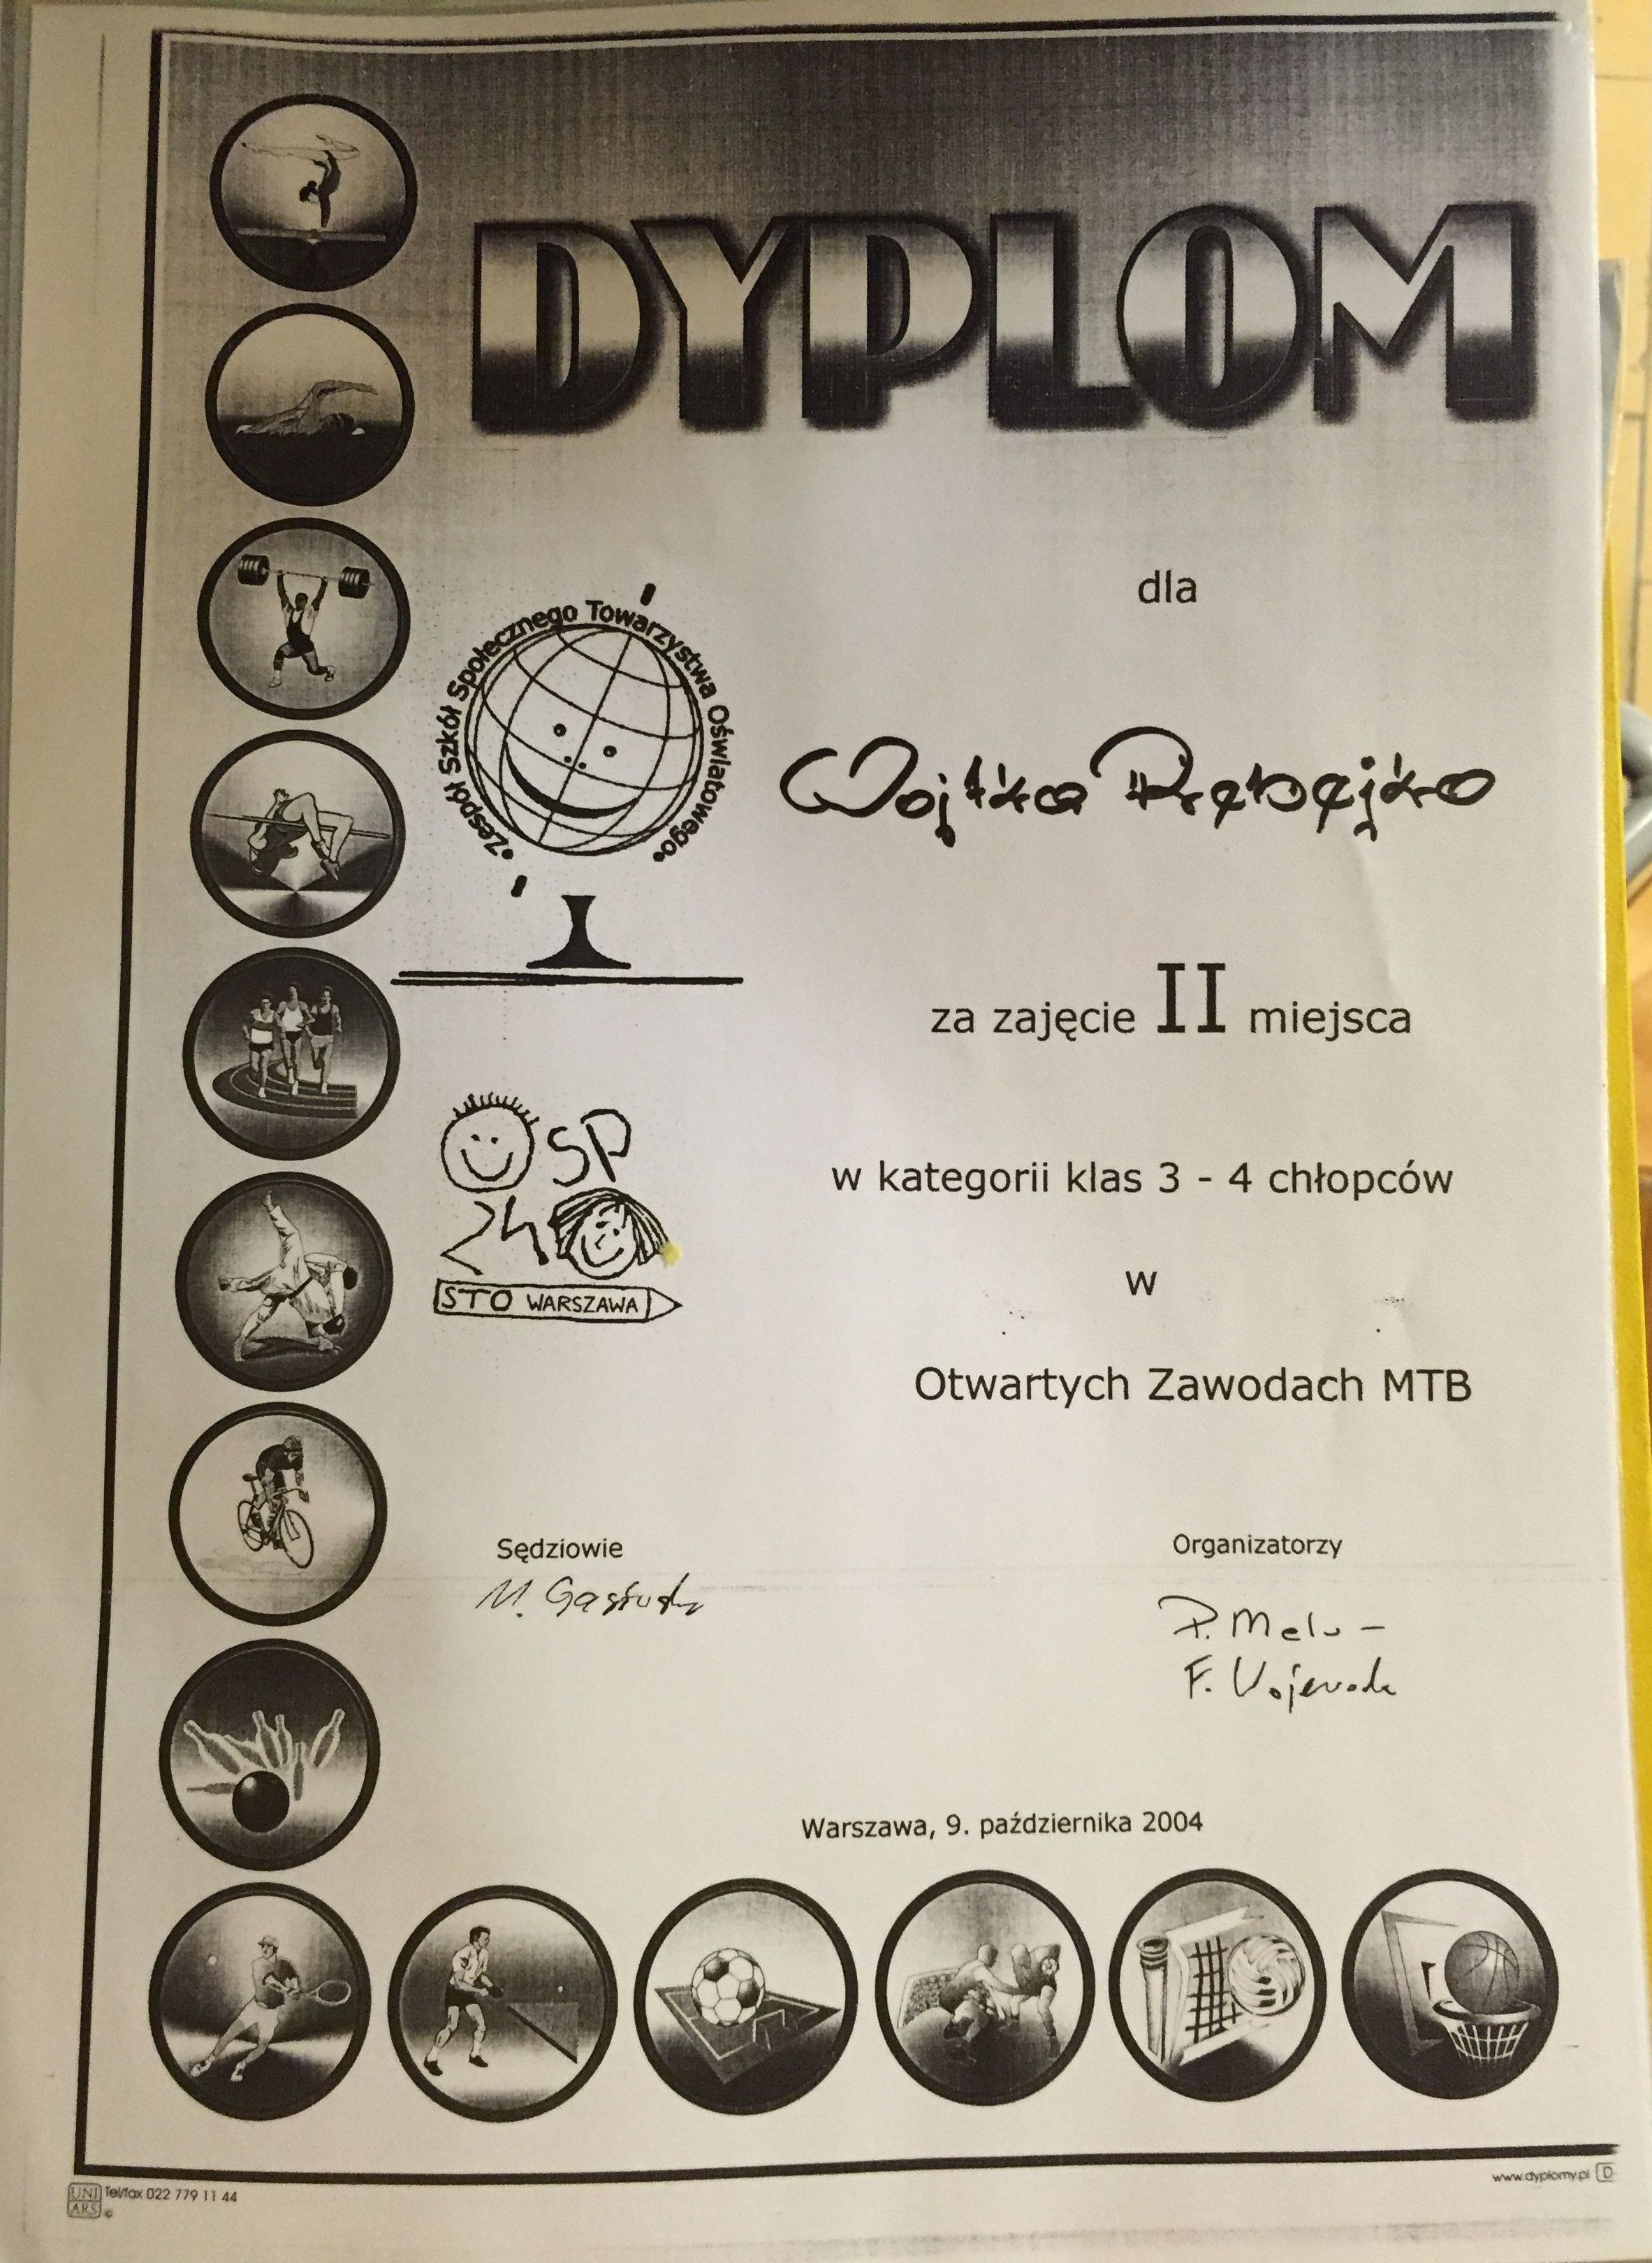 DYPLOM
dla
•Zespół Szkół Społecznego Towarzystwa Oświatowego•
Wojtka
za zajęcie II miejsca
SP
24
STO WARSZAWA
w kategorii klas 3 - 4 chłopców
w
Otwartych Zawodach MTB
Sędziowie
Organizatorzy
M.
P.
F.
Warszawa, 9. października 2004
UNI
ARS ©
Tel/fax 022 779 11 44
www.dyplomy.pl D